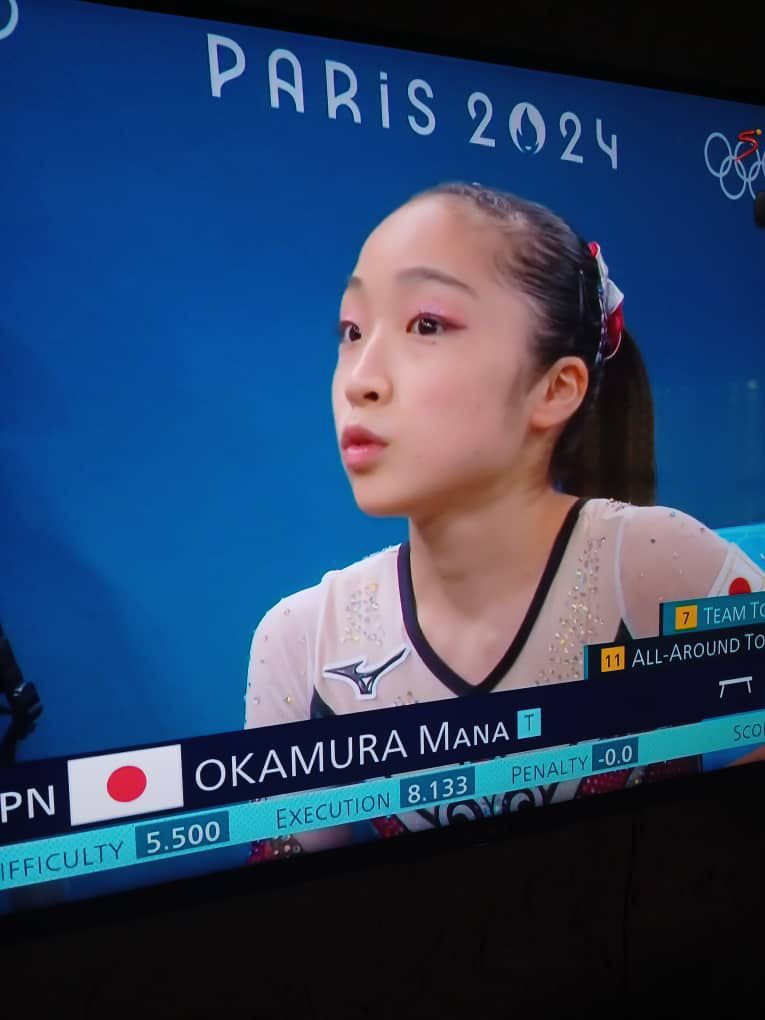 PARIS 2024
7 TEAM TO
11 ALL-AROUND TO
PN OKAMURA MANA T
IFFICULTY 5.500 EXECUTION 8.133 PENALTY -0.0 SCO